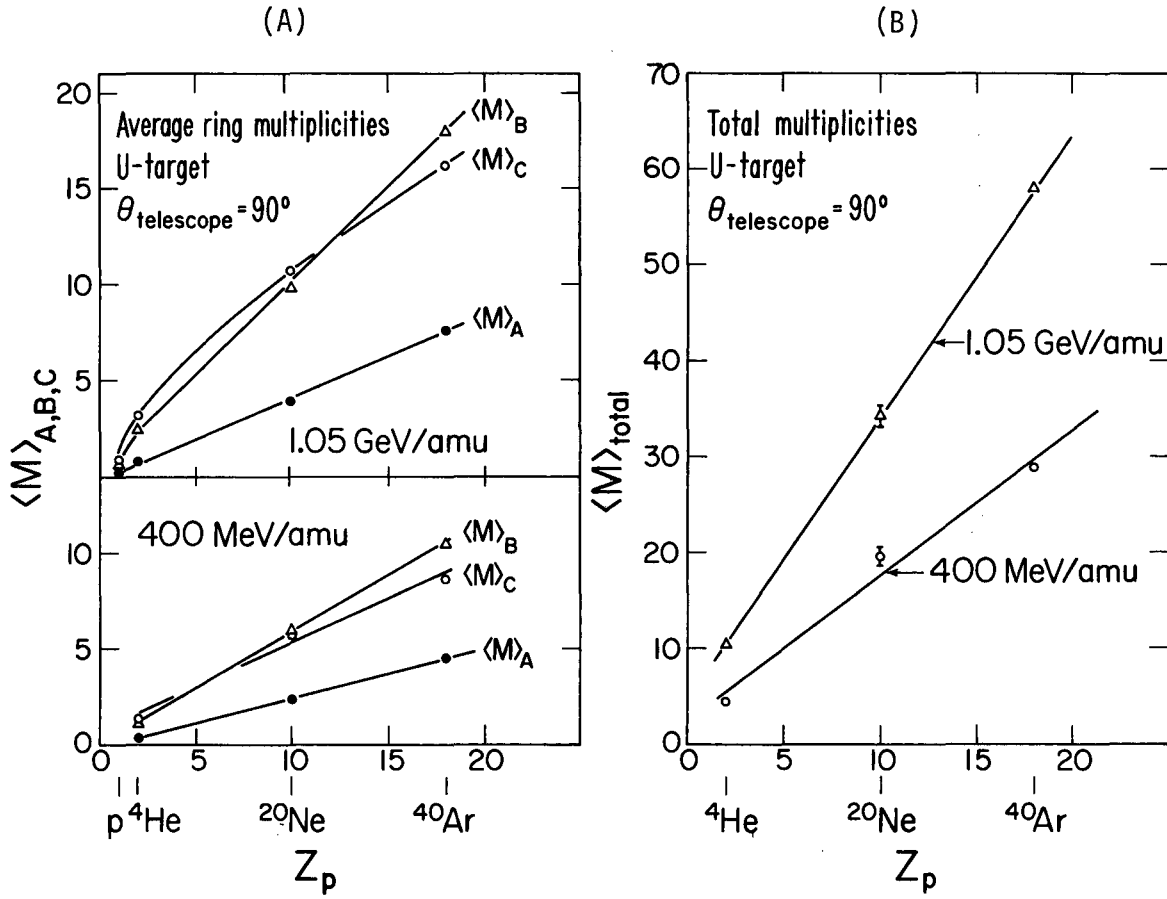 (A)
20
15
10
5
Average ring multiplicities
U-target
θtelescope = 90°
⟨M⟩B
⟨M⟩C
⟨M⟩A
1.05 GeV/amu
⟨M⟩A,B,C
400 MeV/amu
10
5
0
⟨M⟩B
⟨M⟩C
⟨M⟩A
0 5 10 15 20
p ⁴He ²⁰Ne ⁴⁰Ar
Zp
(B)
70
60
50
40
30
20
10
0
Total multiplicities
U-target
θtelescope = 90°
1.05 GeV/amu
400 MeV/amu
⟨M⟩total
0 5 10 15 20
⁴He ²⁰Ne ⁴⁰Ar
Zp